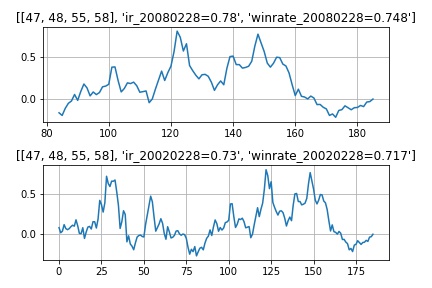 [[47, 48, 55, 58], 'ir_20080228=0.78', 'winrate_20080228=0.748']
0.5
0.0
80 100 120 140 160 180
[[47, 48, 55, 58], 'ir_20020228=0.73', 'winrate_20020228=0.717']
0.5
0.0
0 25 50 75 100 125 150 175